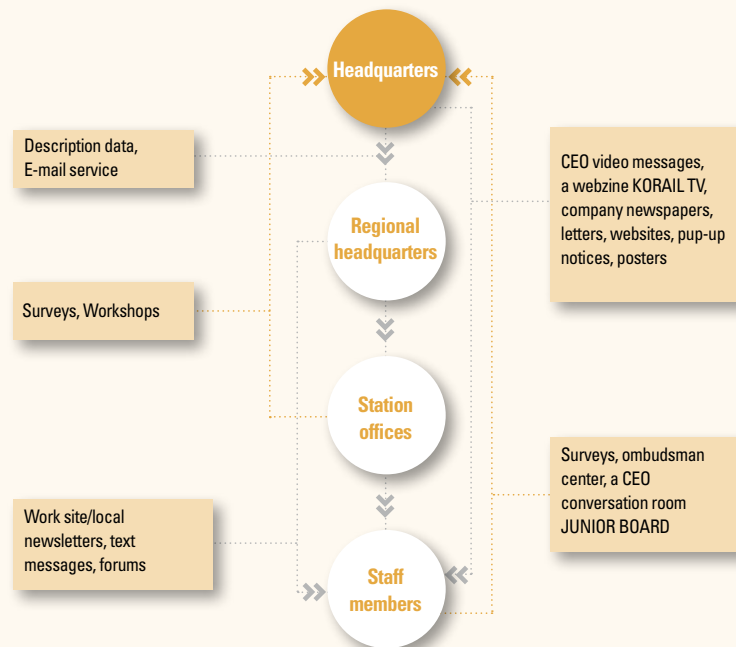 Headquarters
Description data,
E-mail service
CEO video messages,
a webzine KORAIL TV,
company newspapers,
letters, websites, pup-up
notices, posters
Regional
headquarters
Surveys, Workshops
Station
offices
Surveys, ombudsman
center, a CEO
conversation room
JUNIOR BOARD
Work site/local
newsletters, text
messages, forums
Staff
members